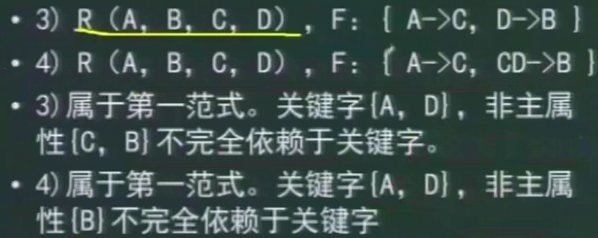 • 3) R（A，B，C，D），F：{ A->C，D->B }
• 4) R（A，B，C，D），F：{ A->C，CD->B }
• 3)属于第一范式。关键字{A，D}，非主属
性{C，B}不完全依赖于关键字。
• 4)属于第一范式。关键字{A，D}，非主属
性{B}不完全依赖于关键字